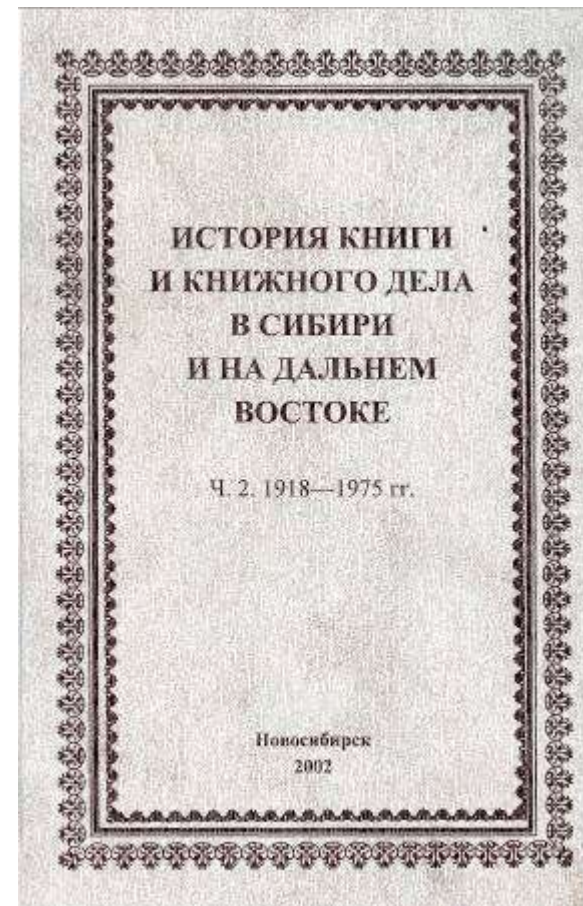 ИСТОРИЯ КНИГИ
И КНИЖНОГО ДЕЛА
В СИБИРИ
И НА ДАЛЬНЕМ
ВОСТОКЕ
Ч. 2. 1918—1975 гг.
Новосибирск
2002